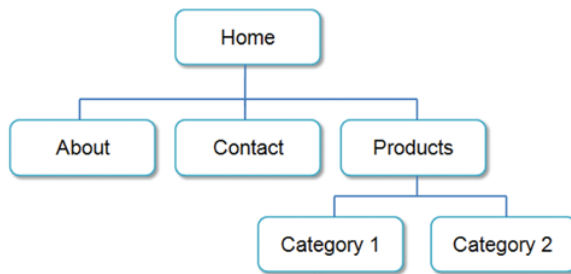 Home
About
Contact
Products
Category 1
Category 2